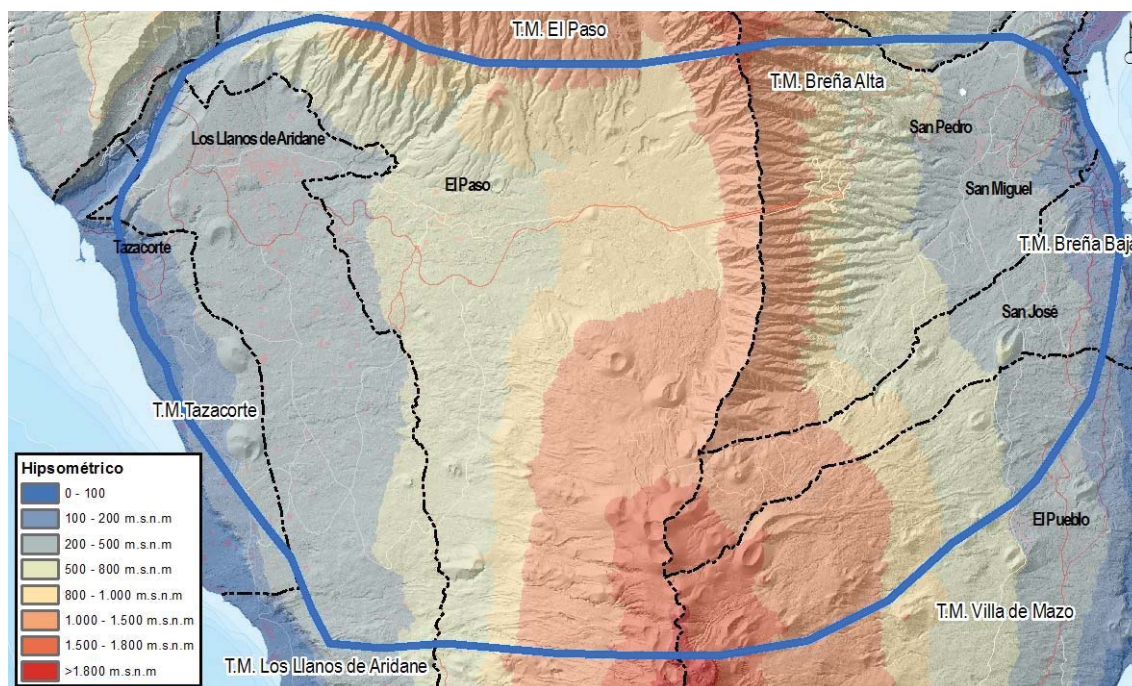 T.M. El Paso
T.M. Breña Alta
San Pedro
Los Llanos de Aridane
El Paso
San Miguel
Tazacorte
T.M. Breña Baja
San José
T.M. Tazacorte
Hipsométrico
0 - 100
100 - 200 m.s.n.m
200 - 500 m.s.n.m
500 - 800 m.s.n.m
800 - 1.000 m.s.n.m
1.000 - 1.500 m.s.n.m
1.500 - 1.800 m.s.n.m
>1.800 m.s.n.m
El Pueblo
T.M. Villa de Mazo
T.M. Los Llanos de Aridane